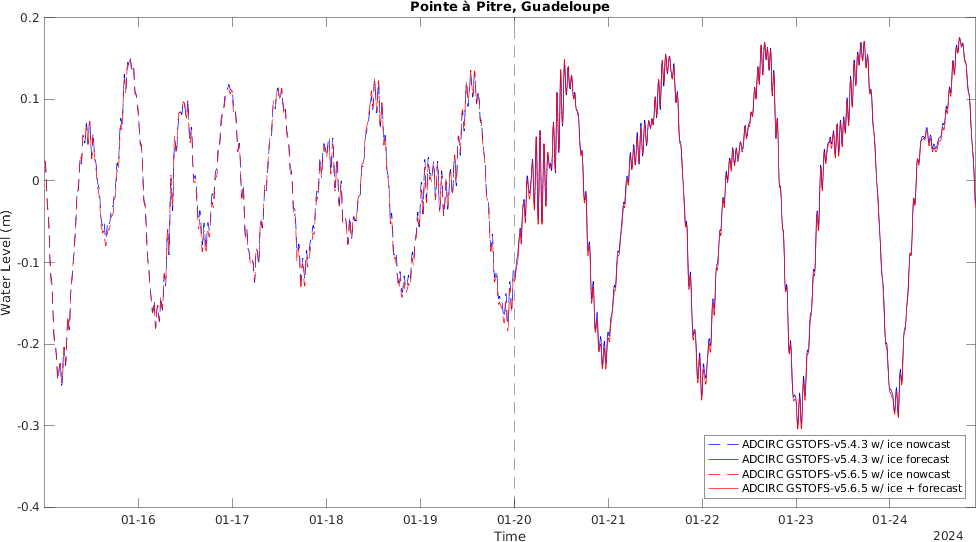 Pointe à Pitre, Guadeloupe
0.2
0.1
0
-0.1
-0.2
-0.3
-0.4
Water Level (m)
ADCIRC GSTOFS-v5.4.3 w/ ice nowcast
ADCIRC GSTOFS-v5.4.3 w/ ice forecast
ADCIRC GSTOFS-v5.6.5 w/ ice nowcast
ADCIRC GSTOFS-v5.6.5 w/ ice + forecast
01-16 01-17 01-18 01-19 01-20 01-21 01-22 01-23 01-24
Time
2024